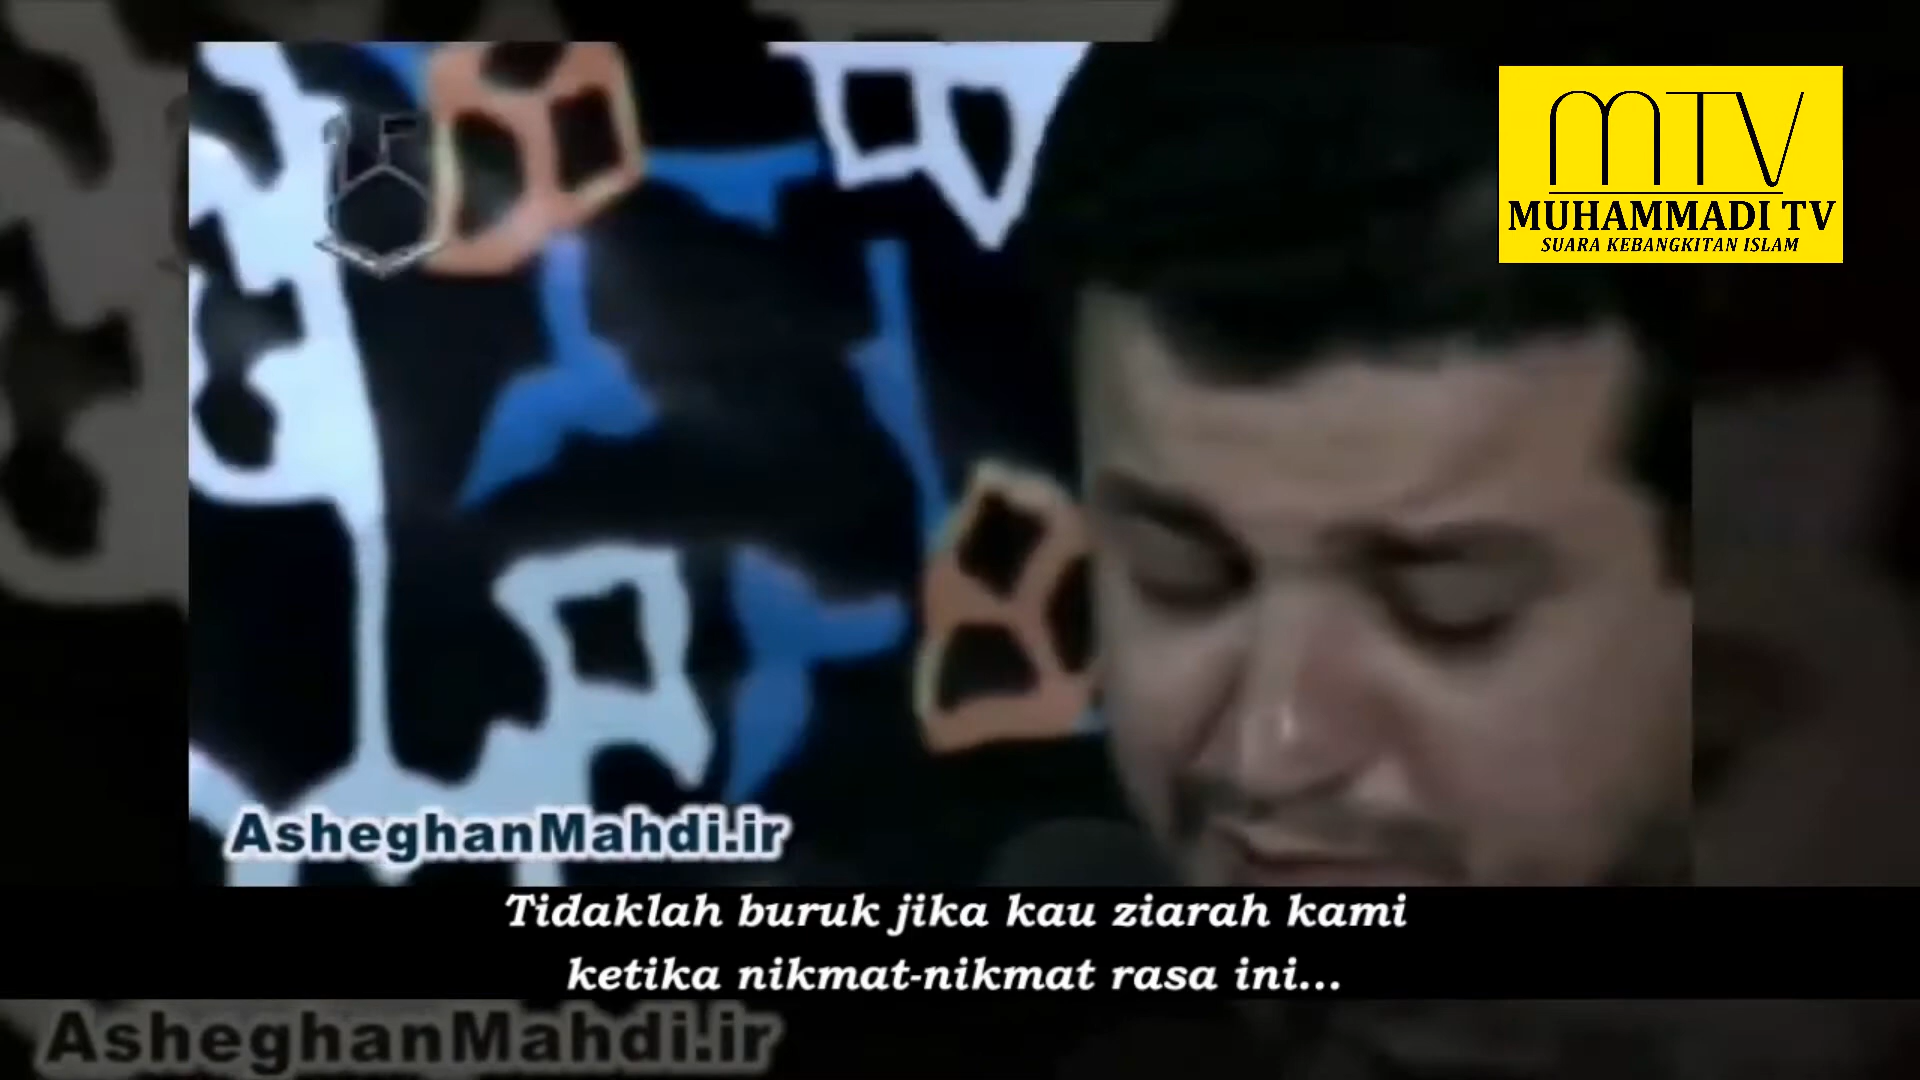 MTV
MUHAMMADI TV
SUARA KEBANGKITAN ISLAM
AsheghanMahdi.ir
Tidaklah buruk jika kau ziarah kami
ketika nikmat-nikmat rasa ini...
AsheghanMahdi.ir